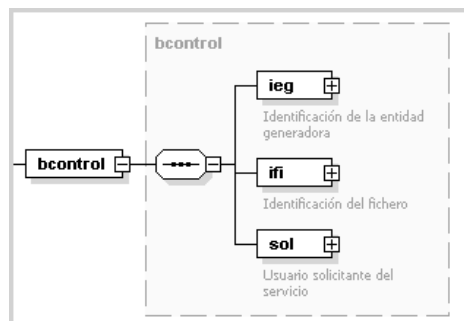 bcontrol
ieg
Identificación de la entidad
generadora
bcontrol
ifi
Identificación del fichero
sol
Usuario solicitante del
servicio